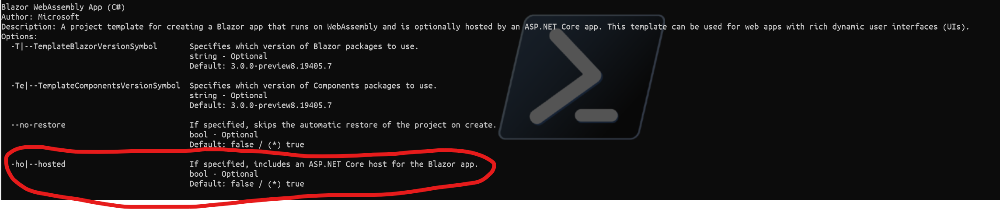 Blazor WebAssembly App (C#)
Author: Microsoft
Description: A project template for creating a Blazor app that runs on WebAssembly and is optionally hosted by an ASP.NET Core app. This template can be used for web apps with rich dynamic user interfaces (UIs).
Options:
-T|--TemplateBlazorVersionSymbol Specifies which version of Blazor packages to use.
string - Optional
Default: 3.0.0-preview8.19405.7
-Te|--TemplateComponentsVersionSymbol Specifies which version of Components packages to use.
string - Optional
Default: 3.0.0-preview8.19405.7
--no-restore If specified, skips the automatic restore of the project on create.
bool - Optional
Default: false / (*) true
-ho|--hosted If specified, includes an ASP.NET Core host for the Blazor app.
bool - Optional
Default: false / (*) true